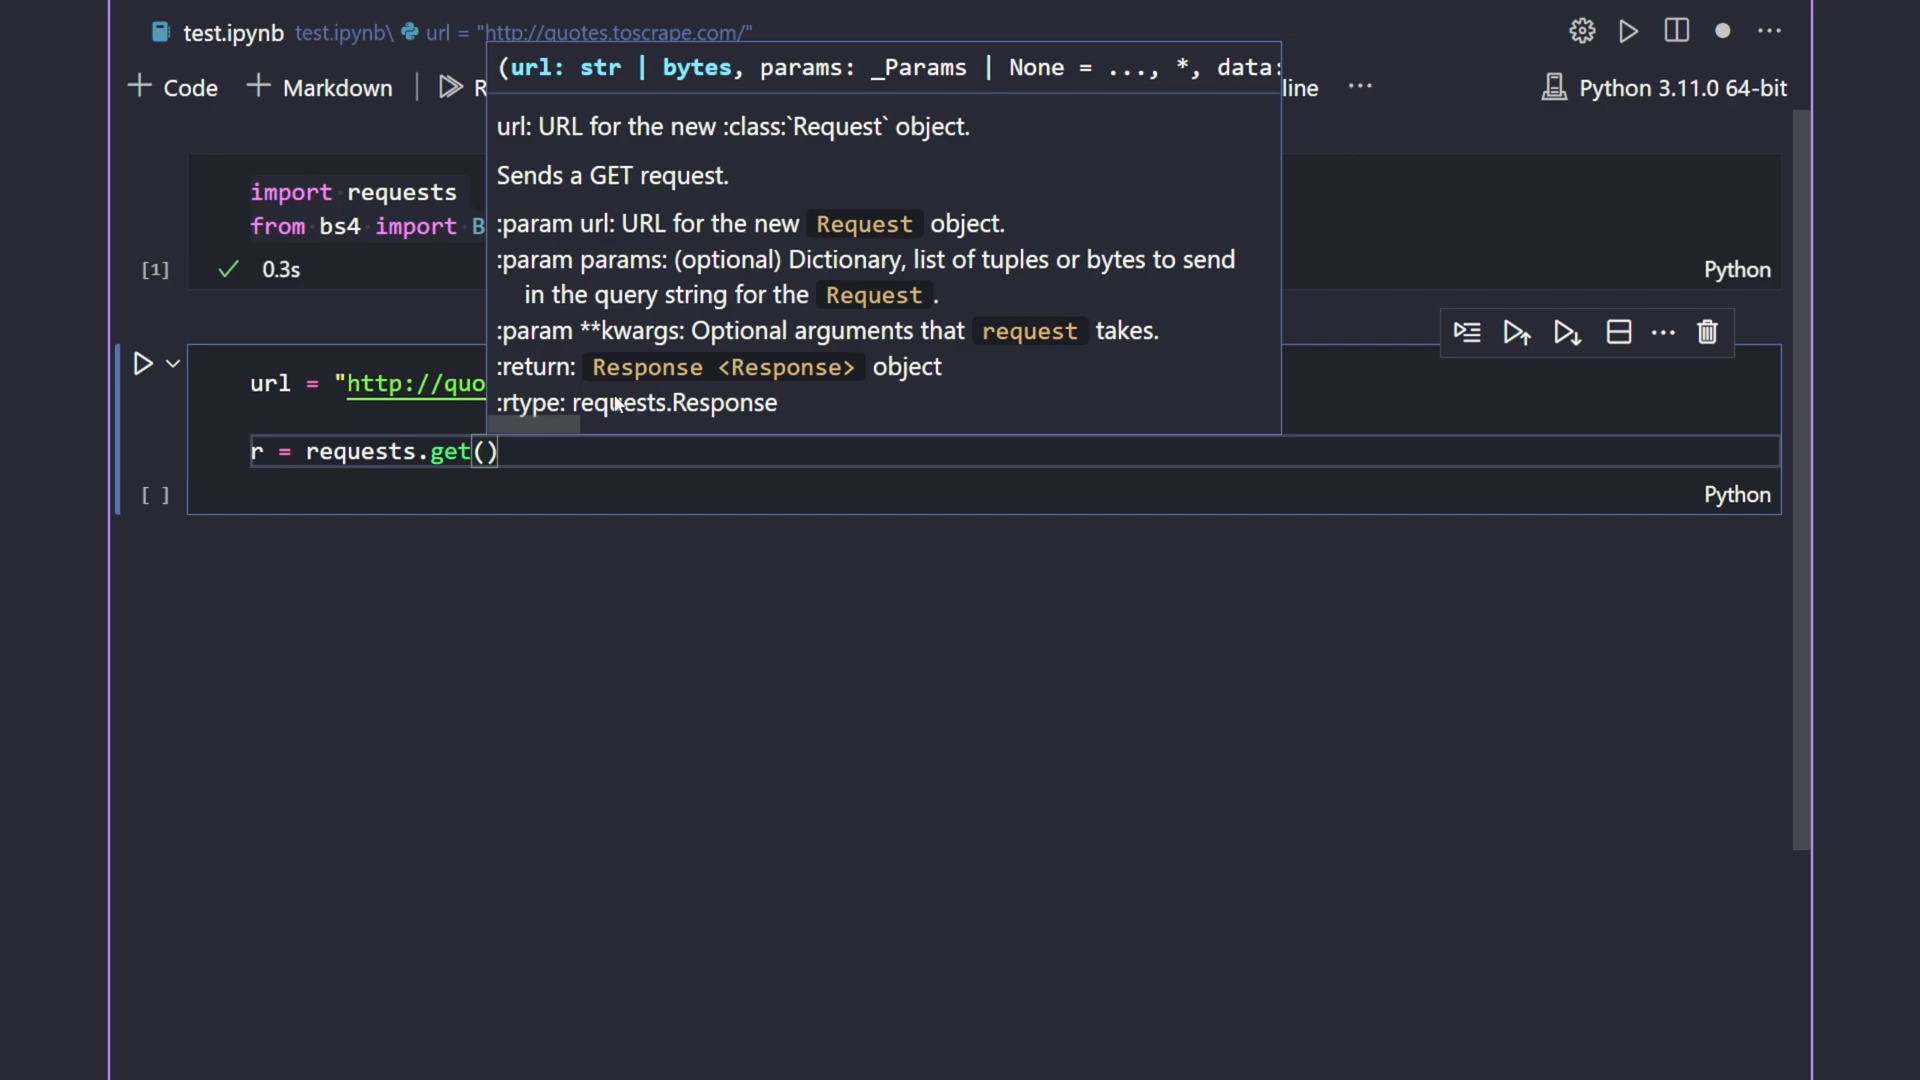 test.ipynb test.ipynb\ url = "http://quotes.toscrape.com/"
+ Code + Markdown | R line ... Python 3.11.0 64-bit
(url: str | bytes, params: _Params | None = ..., *, data:
url: URL for the new :class:`Request` object.
Sends a GET request.
:param url: URL for the new Request object.
:param params: (optional) Dictionary, list of tuples or bytes to send
in the query string for the Request .
:param **kwargs: Optional arguments that request takes.
:return: Response <Response> object
:rtype: requests.Response
import requests
from bs4 import B
[1] 0.3s Python
url = "http://quo
r = requests.get()
[ ] Python